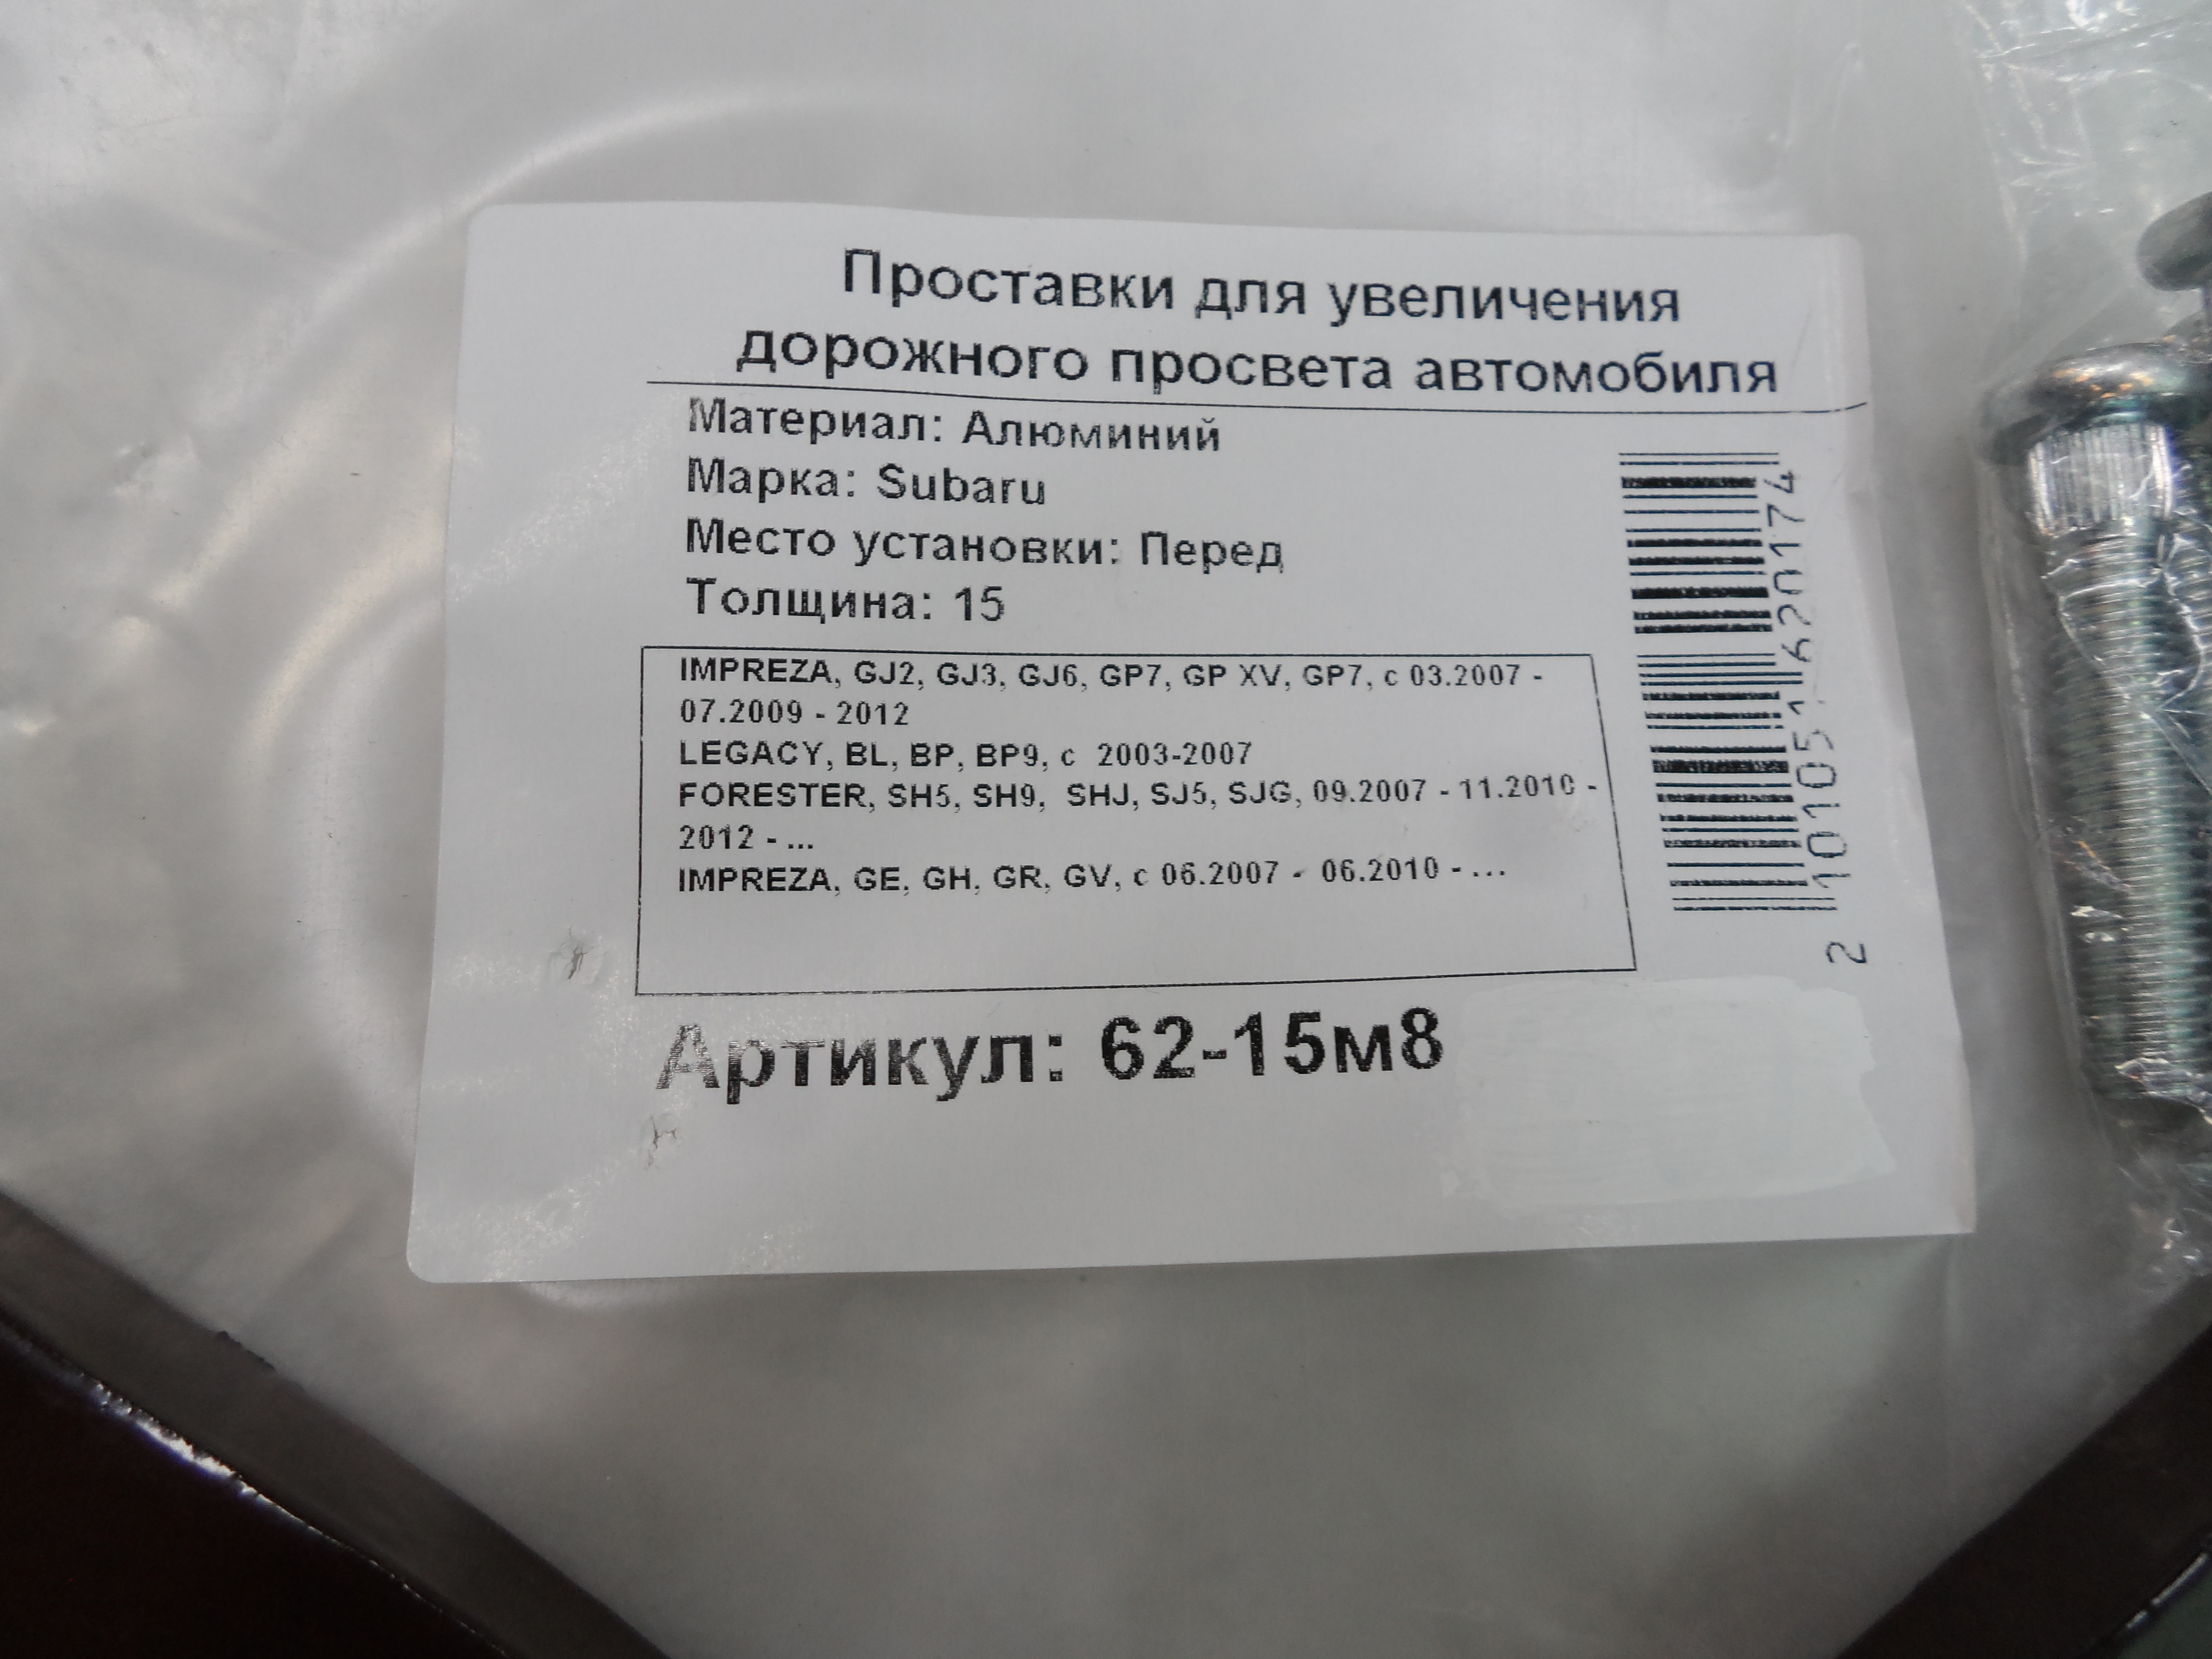 Проставки для увеличения
дорожного просвета автомобиля
Материал: Алюминий
Марка: Subaru
Место установки: Перед
Толщина: 15
IMPREZA, GJ2, GJ3, GJ6, GP7, GP XV, GP7, с 03.2007 -
07.2009 - 2012
LEGACY, BL, BP, BP9, с 2003-2007
FORESTER, SH5, SH9, SHJ, SJ5, SJG, 09.2007 - 11.2010 -
2012 - ...
IMPREZA, GE, GH, GR, GV, с 06.2007 - 06.2010 - ...
Артикул: 62-15м8
2 101051 620174